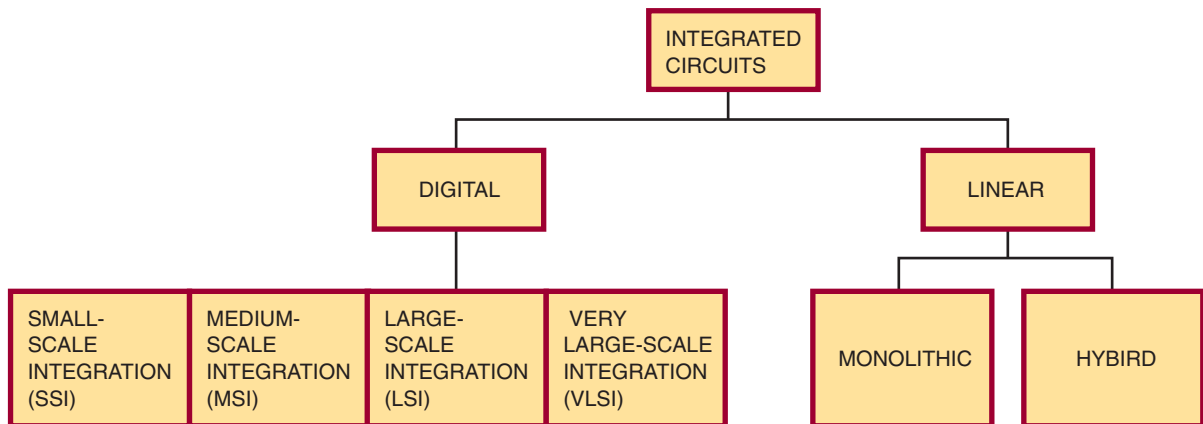 INTEGRATED
CIRCUITS
DIGITAL
LINEAR
SMALL-
SCALE
INTEGRATION
(SSI)
MEDIUM-
SCALE
INTEGRATION
(MSI)
LARGE-
SCALE
INTEGRATION
(LSI)
VERY
LARGE-SCALE
INTEGRATION
(VLSI)
MONOLITHIC
HYBIRD